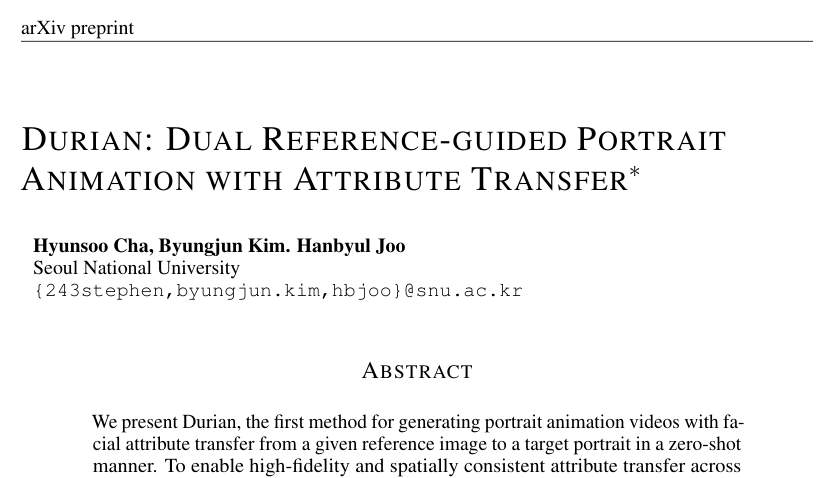 arXiv preprint
DURIAN: DUAL REFERENCE-GUIDED PORTRAIT
ANIMATION WITH ATTRIBUTE TRANSFER*
Hyunsoo Cha, Byungjun Kim. Hanbyul Joo
Seoul National University
{243stephen,byungjun.kim,hbjoo}@snu.ac.kr
ABSTRACT
We present Durian, the first method for generating portrait animation videos with fa-
cial attribute transfer from a given reference image to a target portrait in a zero-shot
manner. To enable high-fidelity and spatially consistent attribute transfer across